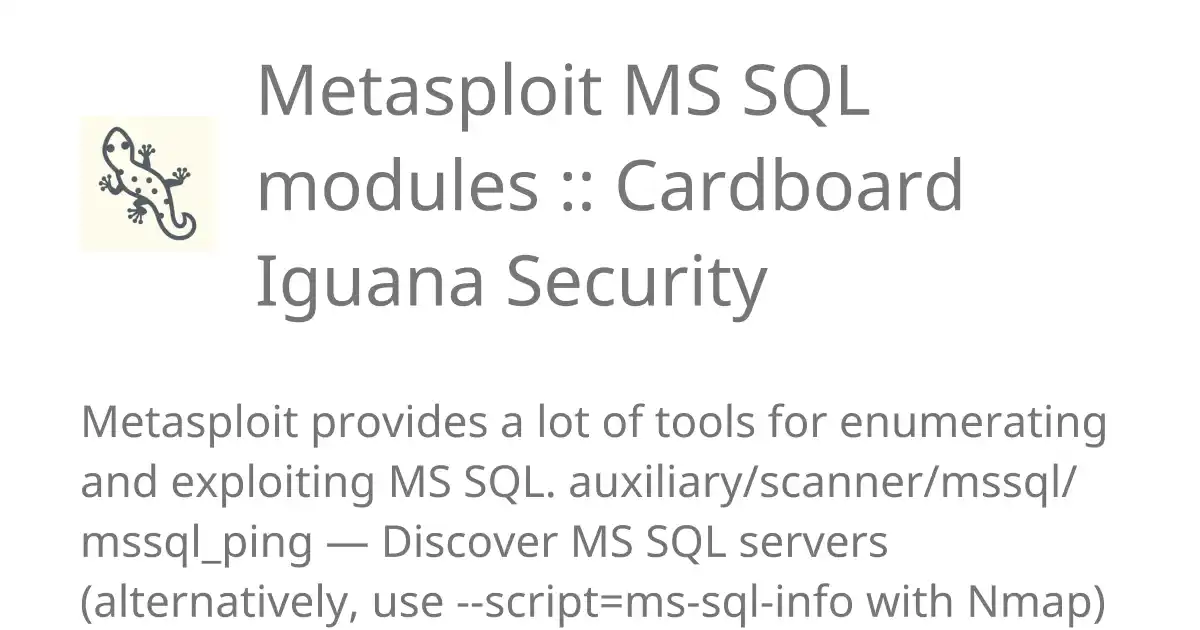 Metasploit MS SQL
modules :: Cardboard
Iguana Security
Metasploit provides a lot of tools for enumerating
and exploiting MS SQL. auxiliary/scanner/mssql/
mssql_ping — Discover MS SQL servers
(alternatively, use --script=ms-sql-info with Nmap)